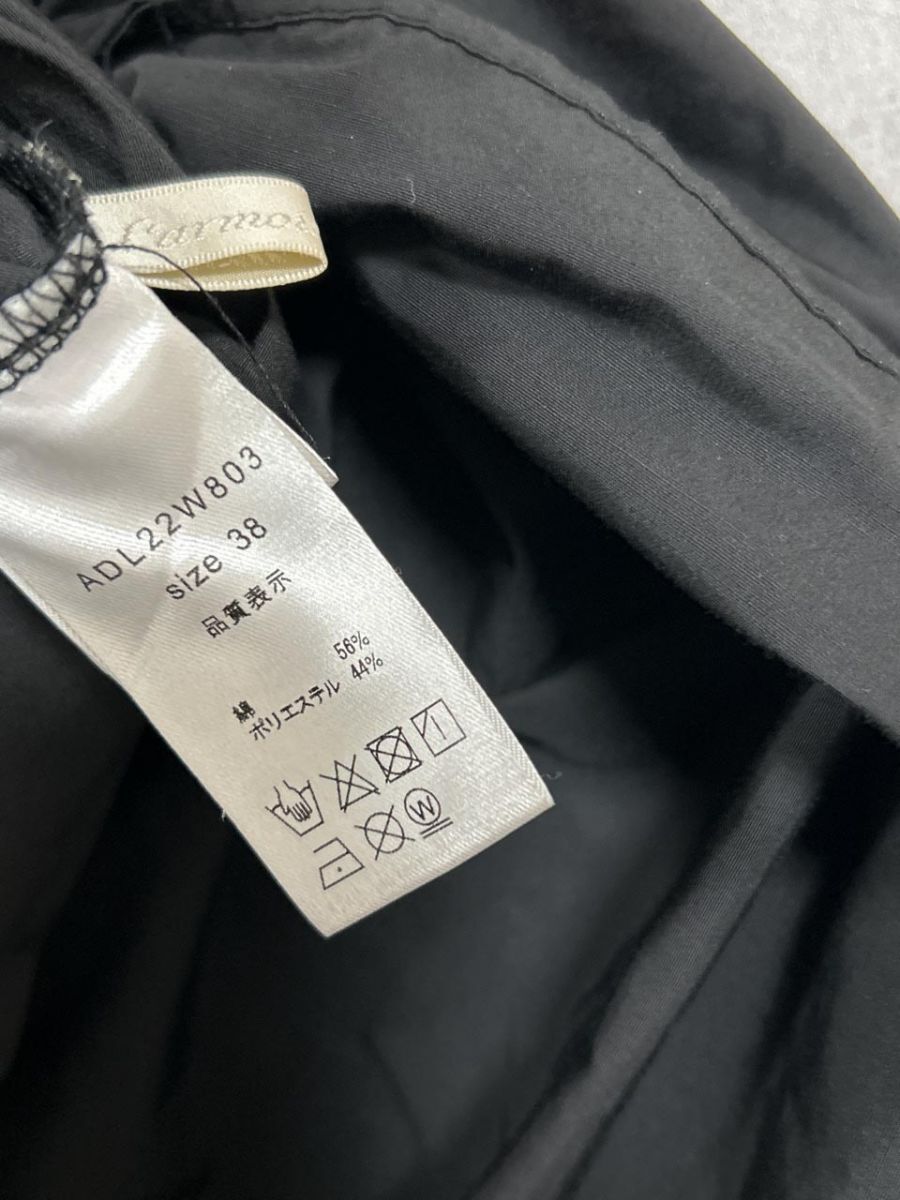 ADL22W803
size 38
品質表示
綿 56%
ポリエステル 44%
W